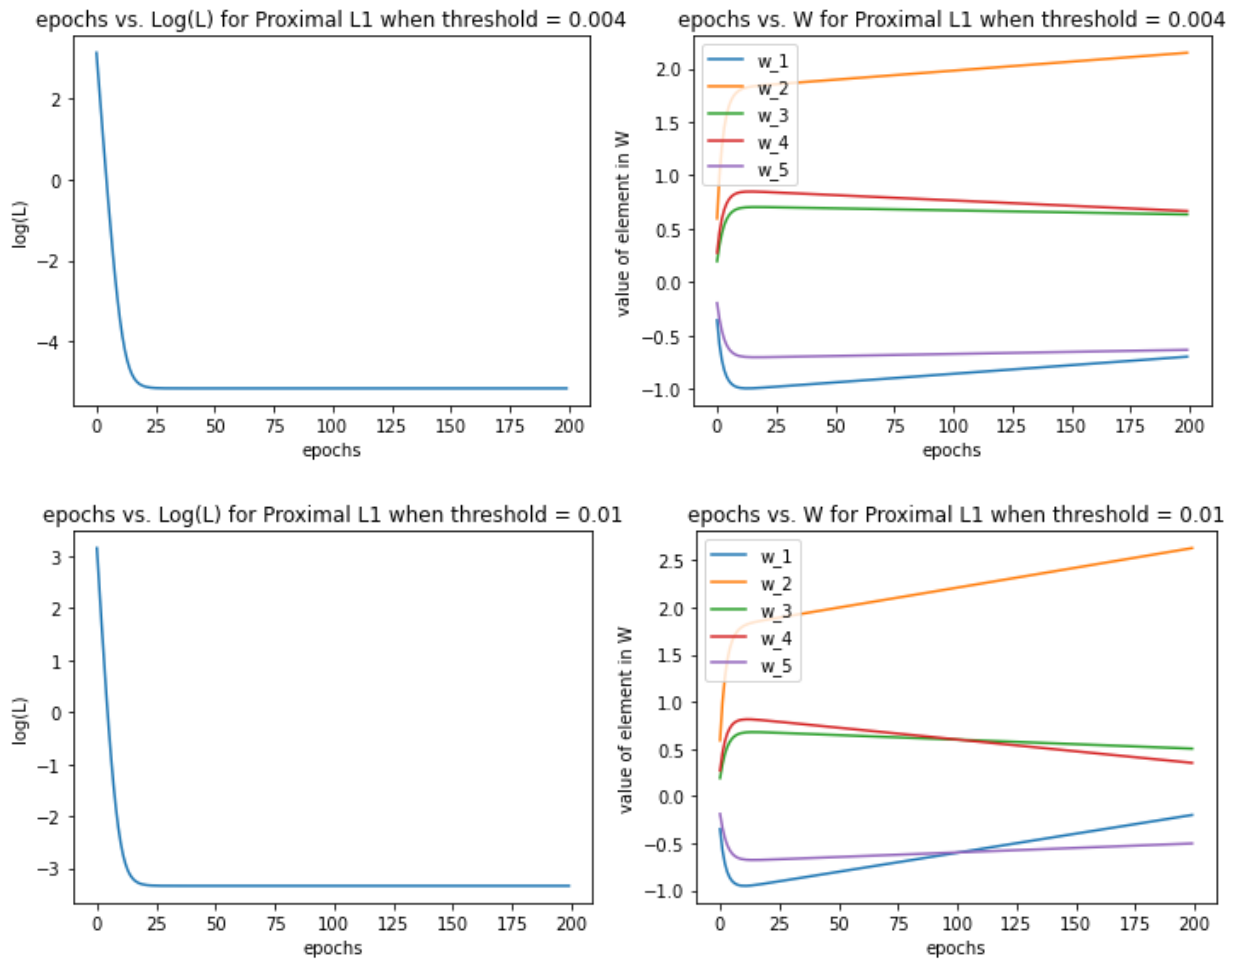 epochs vs. Log(L) for Proximal L1 when threshold = 0.004
log(L)
2
0
−2
−4
0 25 50 75 100 125 150 175 200
epochs
epochs vs. W for Proximal L1 when threshold = 0.004
value of element in W
2.0
1.5
1.0
0.5
0.0
−0.5
−1.0
w_1
w_2
w_3
w_4
w_5
0 25 50 75 100 125 150 175 200
epochs
epochs vs. Log(L) for Proximal L1 when threshold = 0.01
log(L)
3
2
1
0
−1
−2
−3
0 25 50 75 100 125 150 175 200
epochs
epochs vs. W for Proximal L1 when threshold = 0.01
value of element in W
2.5
2.0
1.5
1.0
0.5
0.0
−0.5
−1.0
w_1
w_2
w_3
w_4
w_5
0 25 50 75 100 125 150 175 200
epochs